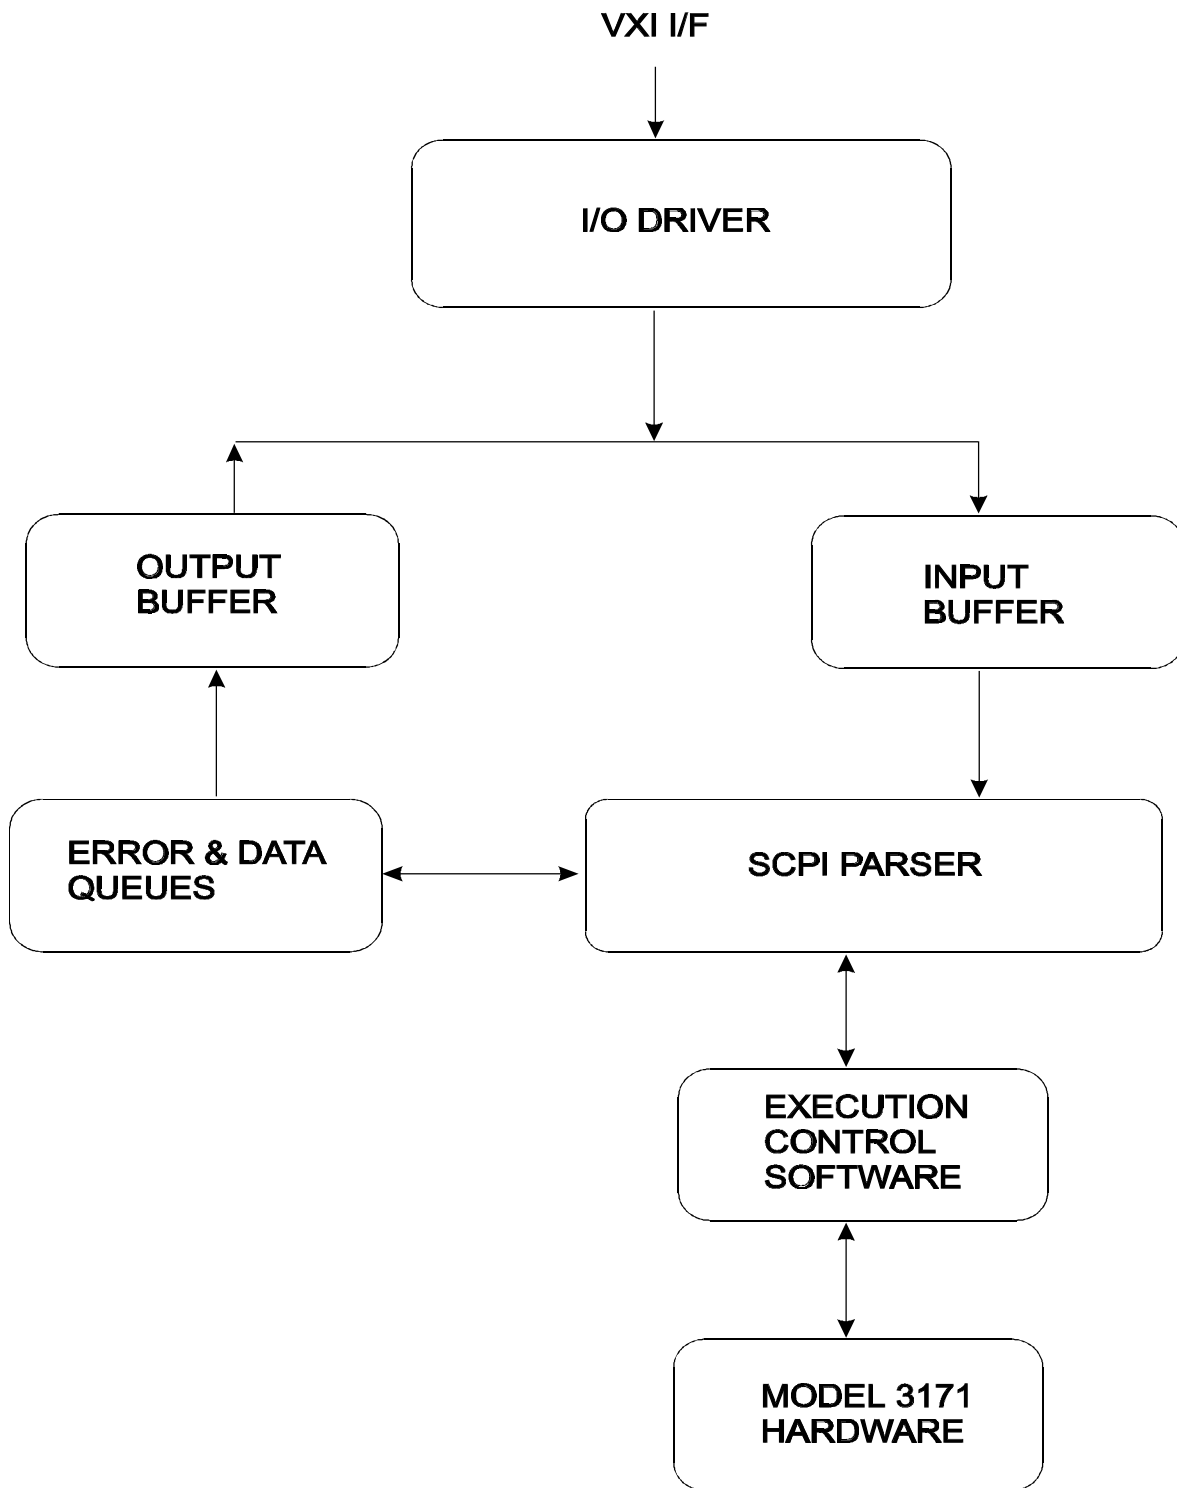 VXI I/F
I/O DRIVER
OUTPUT
BUFFER
INPUT
BUFFER
ERROR & DATA
QUEUES
SCPI PARSER
EXECUTION
CONTROL
SOFTWARE
MODEL 3171
HARDWARE